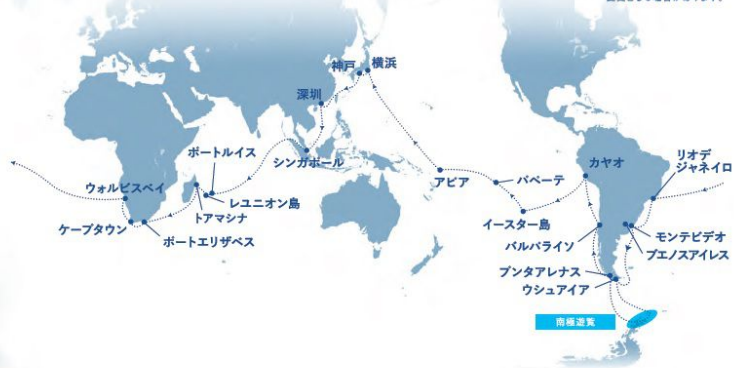 神戸
横浜
深圳
シンガポール
ポートルイス
レユニオン島
トアマシナ
ポートエリザベス
ケープタウン
ウォルビスベイ
リオデ
ジャネイロ
モンテビデオ
ブエノスアイレス
ウシュアイア
南極遊覧
プンタアレナス
バルパライソ
カヤオ
イースター島
パペーテ
アピア